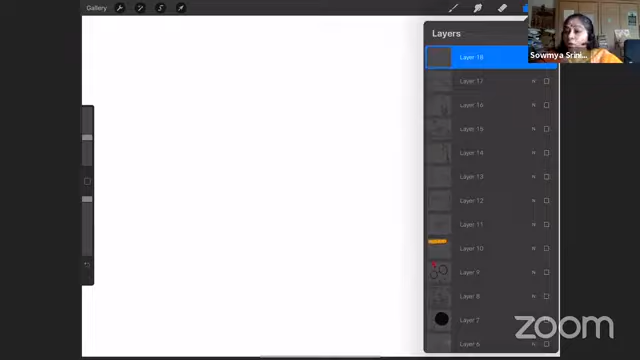 Gallery
Layers
Sowmya Srini...
Layer 18
Layer 17 N
Layer 16 N
Layer 15 N
Layer 14 N
Layer 13 N
Layer 12 N
Layer 11 N
Layer 10 N
Layer 9 N
Layer 8 N
Layer 7 N
Layer 6 N
zoom